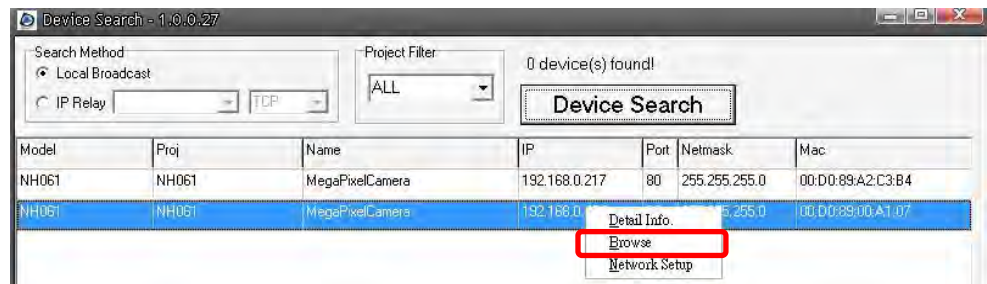 Device Search - 1.0.0.27
Search Method
Local Broadcast
IP Relay
TCP
Project Filter
ALL
0 device(s) found!
Device Search
Model Proj Name IP Port Netmask Mac
NH061 NH061 MegaPixelCamera 192.168.0.217 80 255.255.255.0 00:D0:89:A2:C3:B4
NH061 NH061 MegaPixelCamera 192.168.0. 5.255.0 00:D0:89:00:A1:07
Detail Info.
Browse
Network Setup